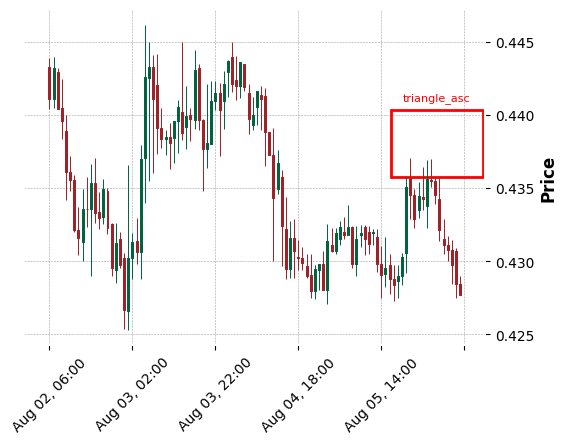 triangle_asc
0.445
0.440
0.435
0.430
0.425
Price
Aug 02, 06:00
Aug 03, 02:00
Aug 03, 22:00
Aug 04, 18:00
Aug 05, 14:00